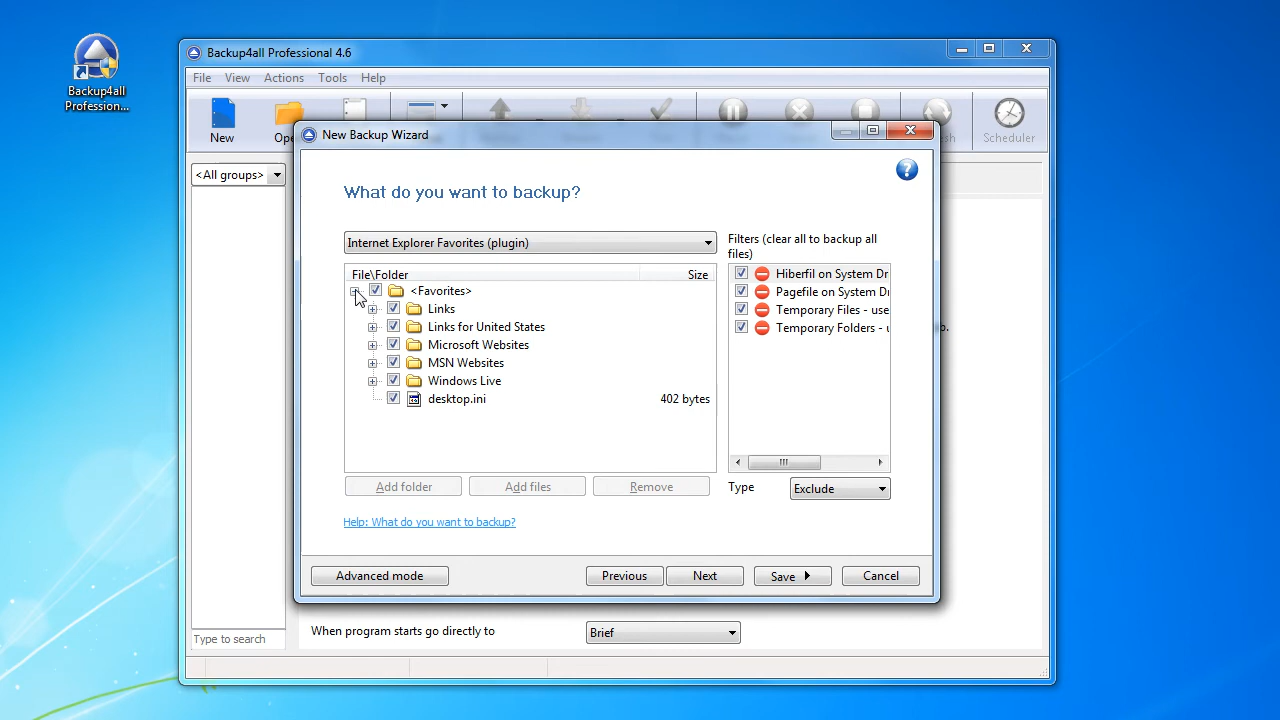 Backup4all
Profession...
Backup4all Professional 4.6
File View Actions Tools Help
New
Scheduler
New Backup Wizard
<All groups>
What do you want to backup?
Internet Explorer Favorites (plugin)
Filters (clear all to backup all
files)
File\Folder Size
<Favorites>
Links
Links for United States
Microsoft Websites
MSN Websites
Windows Live
desktop.ini 402 bytes
Hiberfil on System Dr
Pagefile on System Dr
Temporary Files - use
Temporary Folders - u
Add folder Add files Remove
Type Exclude
Help: What do you want to backup?
Advanced mode Previous Next Save Cancel
Type to search
When program starts go directly to Brief